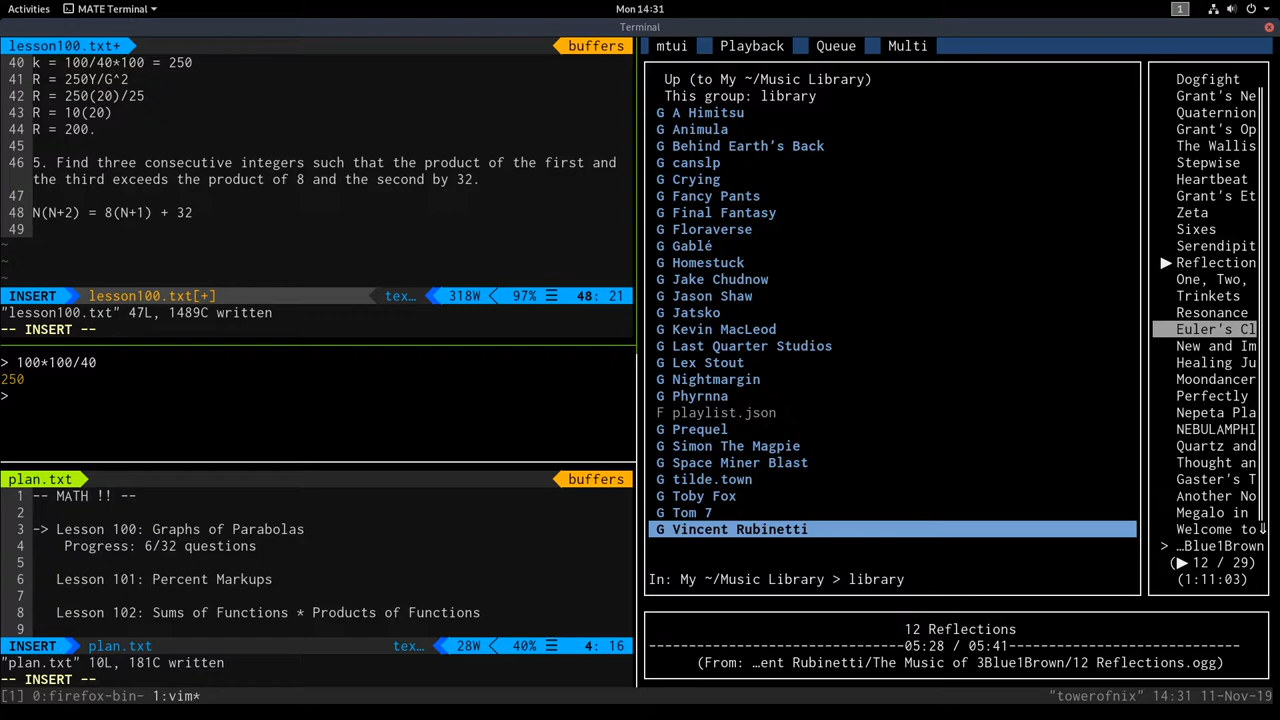 Activities MATE Terminal Mon 14:31 1
Terminal
lesson100.txt+ buffers
40 k = 100/40*100 = 250
41 R = 250Y/G^2
42 R = 250(20)/25
43 R = 10(20)
44 R = 200.
45
46 5. Find three consecutive integers such that the product of the first and
the third exceeds the product of 8 and the second by 32.
47
48 N(N+2) = 8(N+1) + 32
49
~
~
~
INSERT lesson100.txt[+] tex… 318W 97% ☰ 48: 21
"lesson100.txt" 47L, 1489C written
-- INSERT --
> 100*100/40
250
>
plan.txt buffers
1 -- MATH !! --
2
3 -> Lesson 100: Graphs of Parabolas
4 Progress: 6/32 questions
5
6 Lesson 101: Percent Markups
7
8 Lesson 102: Sums of Functions * Products of Functions
9
INSERT plan.txt tex… 28W 40% ☰ 4: 16
"plan.txt" 10L, 181C written
-- INSERT --
mtui Playback Queue Multi
Up (to My ~/Music Library)
This group: library
G A Himitsu
G Animula
G Behind Earth's Back
G canslp
G Crying
G Fancy Pants
G Final Fantasy
G Floraverse
G Gablé
G Homestuck
G Jake Chudnow
G Jason Shaw
G Jatsko
G Kevin MacLeod
G Last Quarter Studios
G Lex Stout
G Nightmargin
G Phyrnna
F playlist.json
G Prequel
G Simon The Magpie
G Space Miner Blast
G tilde.town
G Toby Fox
G Tom 7
G Vincent Rubinetti
In: My ~/Music Library > library
Dogfight
Grant's Ne
Quaternion
Grant's Op
The Wallis
Stepwise
Heartbeat
Grant's Et
Zeta
Sixes
Serendipit
▶ Reflection
One, Two,
Trinkets
Resonance
Euler's Cl
New and Im
Healing Ju
Moondancer
Perfectly
Nepeta Pla
NEBULAMPHI
Quartz and
Thought an
Gaster's T
Another No
Megalo in
Welcome to⇓
> …Blue1Brown
(▶ 12 / 29)
(1:11:03)
12 Reflections
-----05:28 / 05:41-----
(From: …ent Rubinetti/The Music of 3Blue1Brown/12 Reflections.ogg)
[1] 0:firefox-bin- 1:vim* "towerofnix" 14:31 11-Nov-19